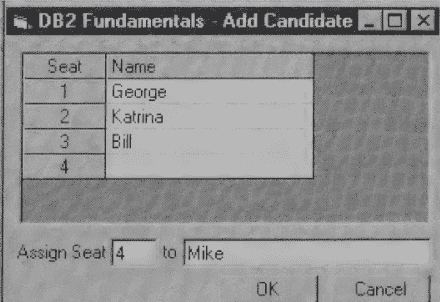 DB2 Fundamentals - Add Candidate
Seat Name
1 George
2 Katrina
3 Bill
4
Assign Seat 4 to Mike
OK Cancel